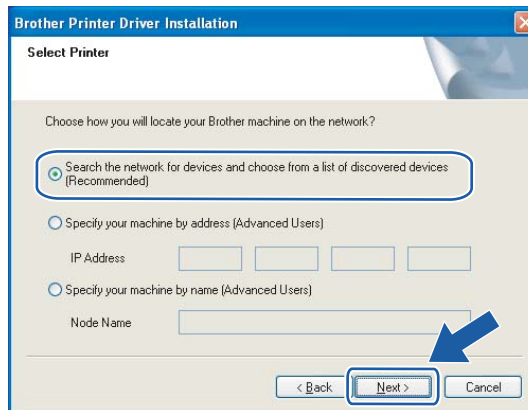 Brother Printer Driver Installation
Select Printer
Choose how you will locate your Brother machine on the network?
Search the network for devices and choose from a list of discovered devices
(Recommended)
Specify your machine by address (Advanced Users)
IP Address
Specify your machine by name (Advanced Users)
Node Name
< Back
Next >
Cancel